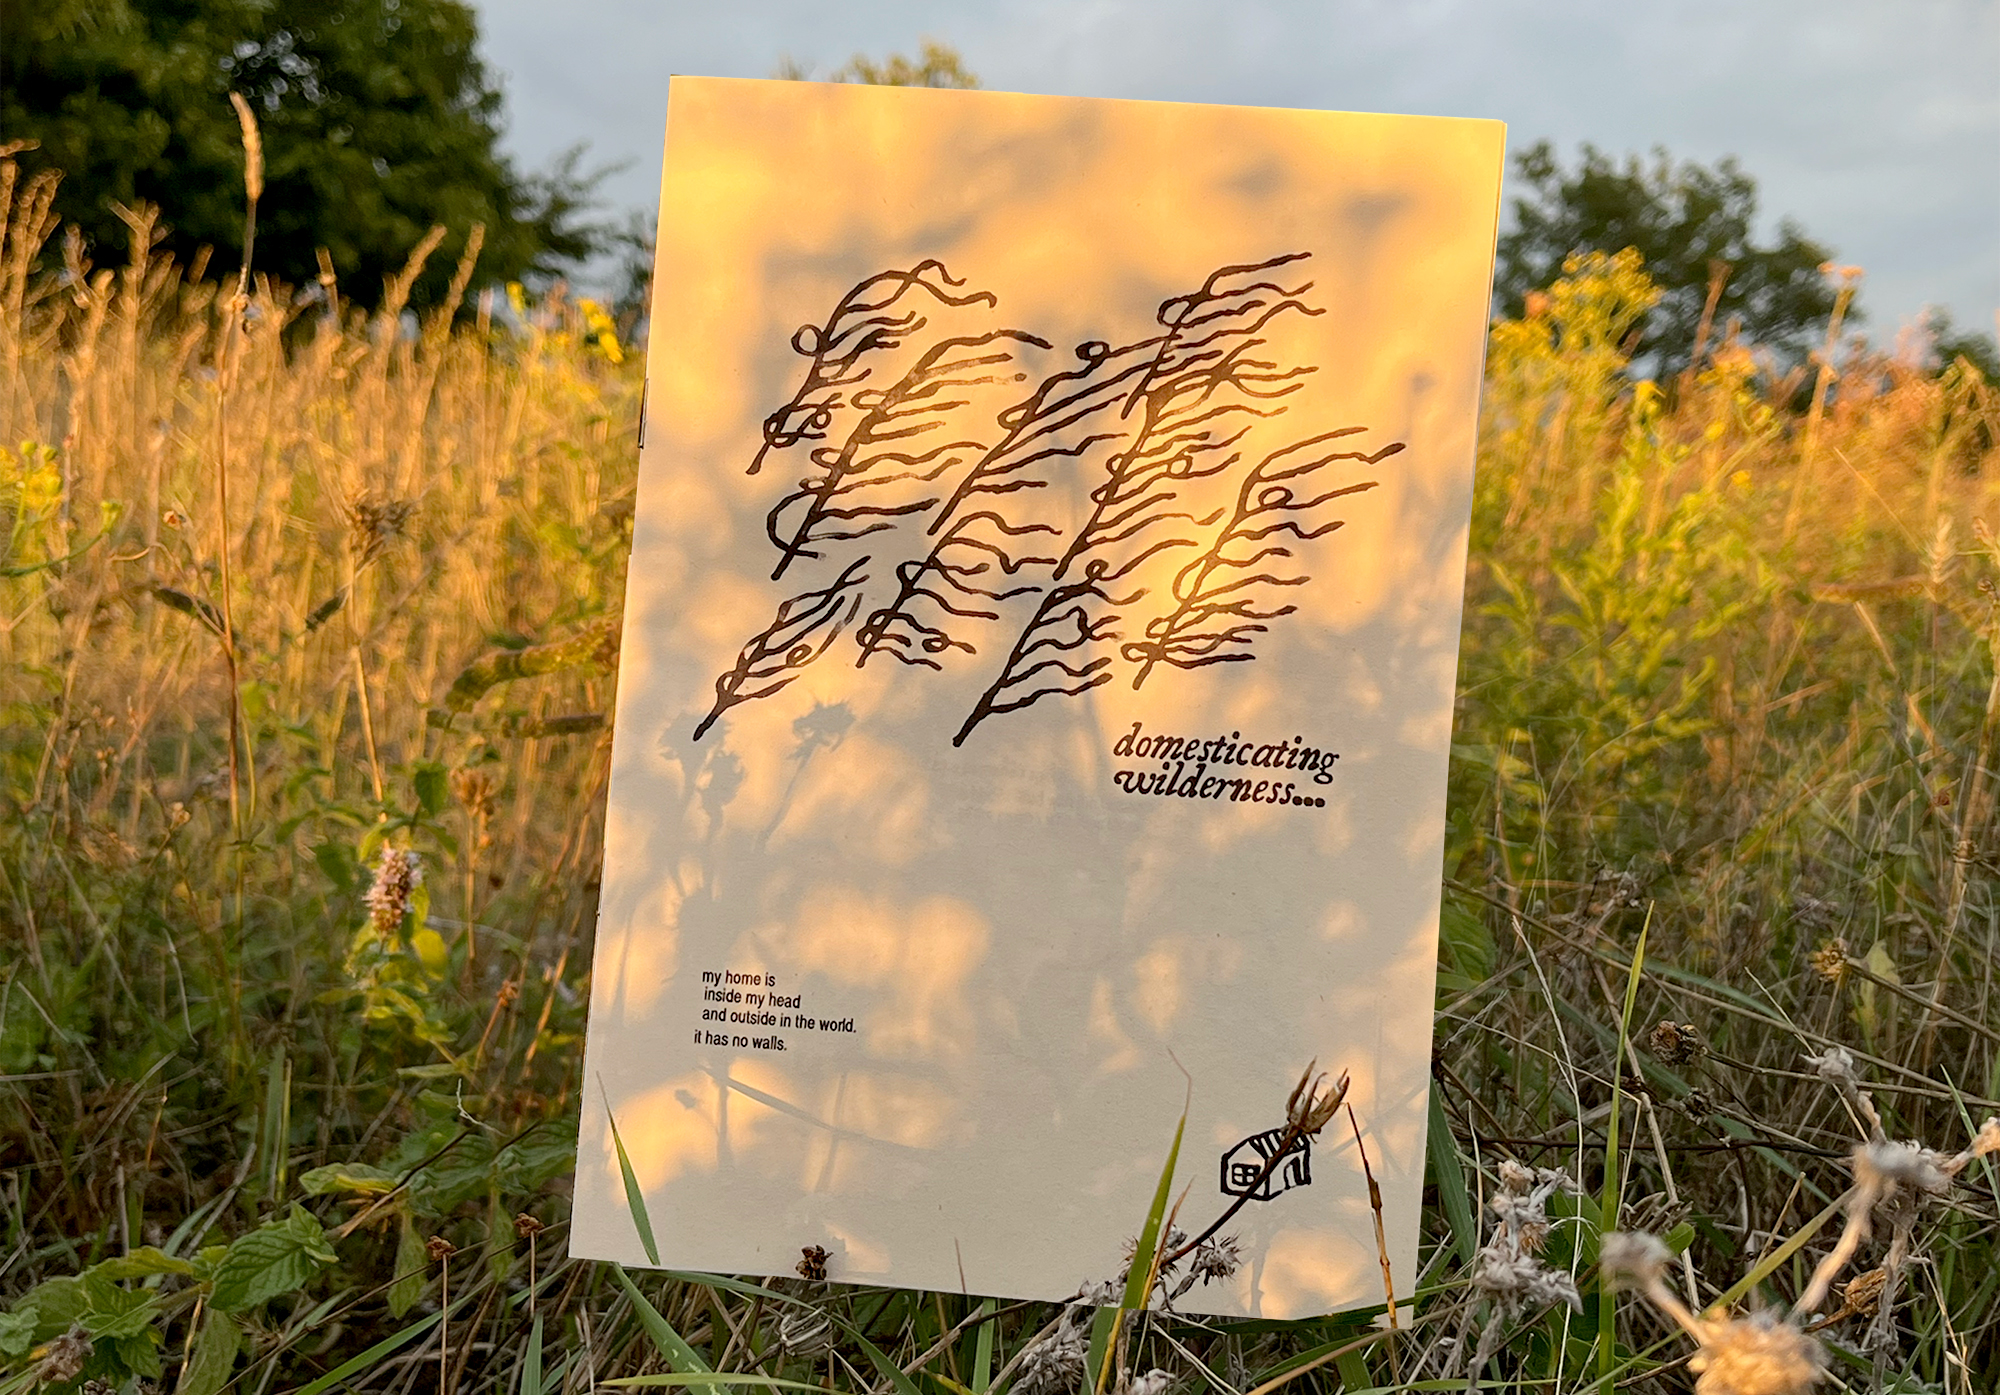 domesticating
wilderness...
my home is
inside my head
and outside in the world.
it has no walls.